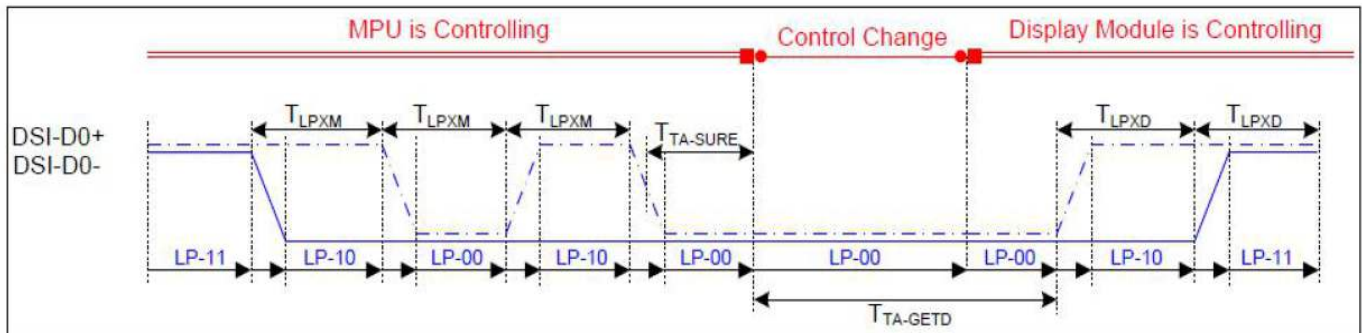 MPU is Controlling
Control Change
Display Module is Controlling
TLPXM
TLPXM
TLPXM
TTA-SURE
TLPXD
TLPXD
DSI-D0+
DSI-D0-
LP-11
LP-10
LP-00
LP-10
LP-00
LP-00
LP-00
LP-10
LP-11
TTA-GETD